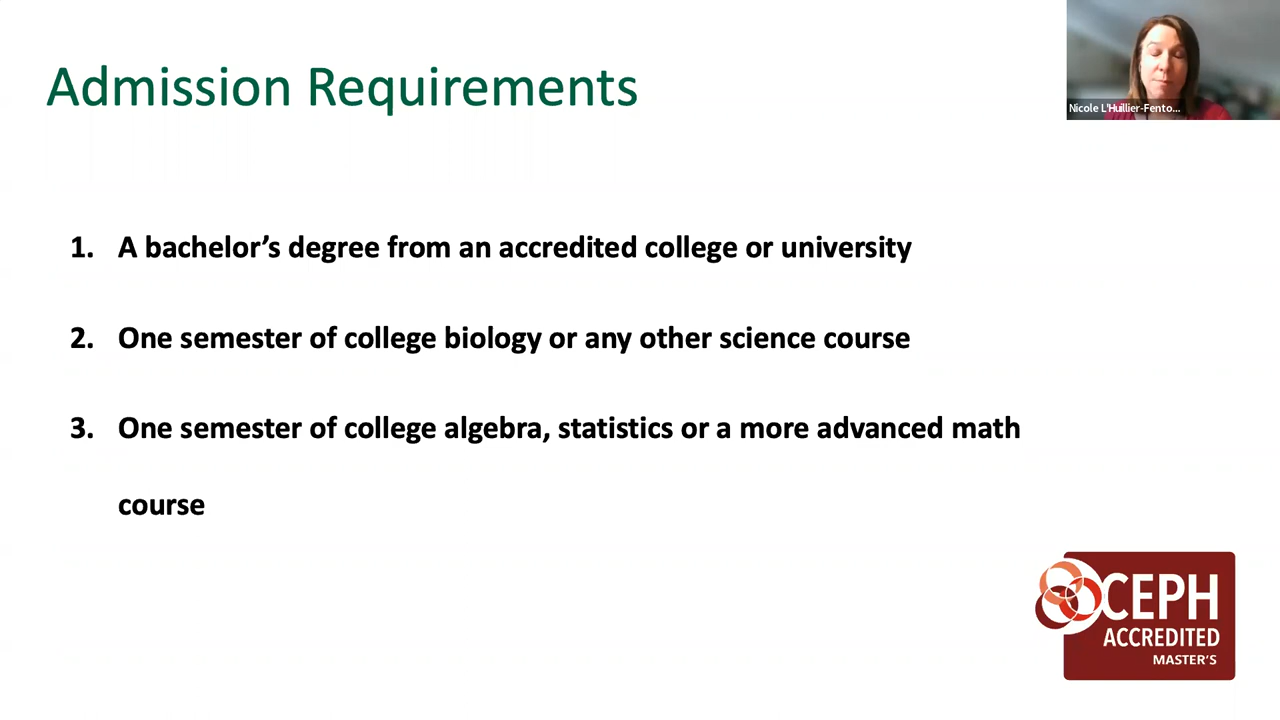 Admission Requirements
Nicole L'Huillier-Fento...
1. A bachelor’s degree from an accredited college or university
2. One semester of college biology or any other science course
3. One semester of college algebra, statistics or a more advanced math
course
CEPH
ACCREDITED
MASTER’S